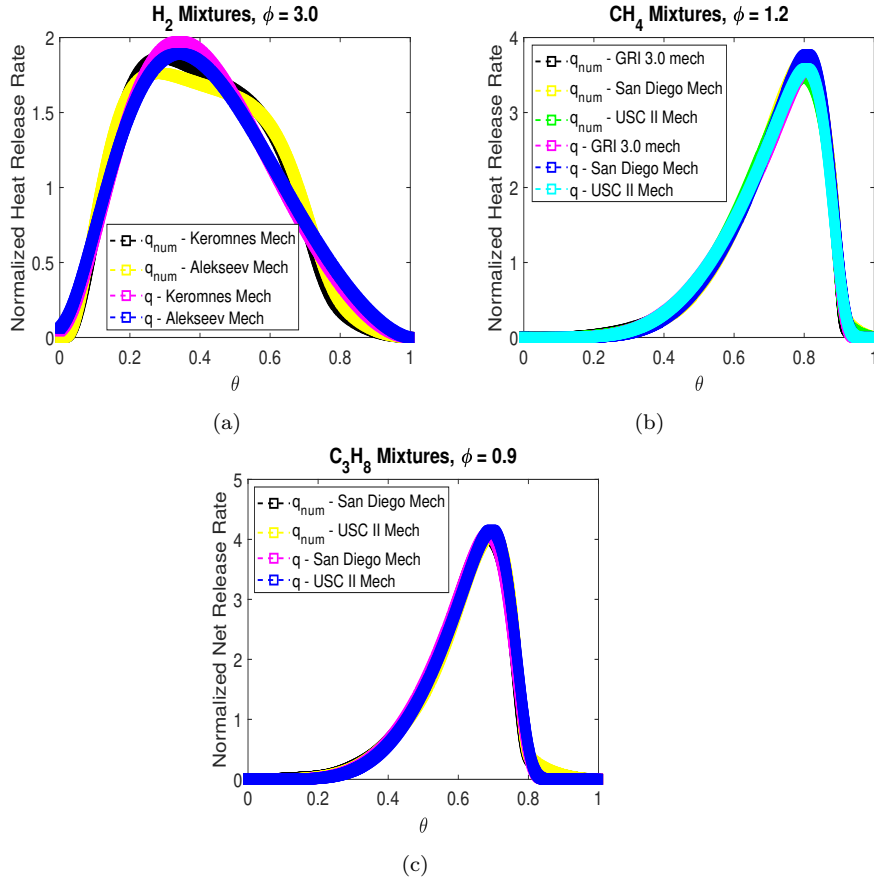 H2 Mixtures, ϕ = 3.0
Normalized Heat Release Rate
2
1.5
1
0.5
0
qnum - Keromnes Mech
qnum - Alekseev Mech
q - Keromnes Mech
q - Alekseev Mech
0 0.2 0.4 0.6 0.8 1
θ
(a)
CH4 Mixtures, ϕ = 1.2
Normalized Heat Release Rate
4
3
2
1
0
qnum - GRI 3.0 mech
qnum - San Diego Mech
qnum - USC II Mech
q - GRI 3.0 mech
q - San Diego Mech
q - USC II Mech
0 0.2 0.4 0.6 0.8 1
θ
(b)
C3H8 Mixtures, ϕ = 0.9
Normalized Net Release Rate
5
4
3
2
1
0
qnum - San Diego Mech
qnum - USC II Mech
q - San Diego Mech
q - USC II Mech
0 0.2 0.4 0.6 0.8 1
θ
(c)